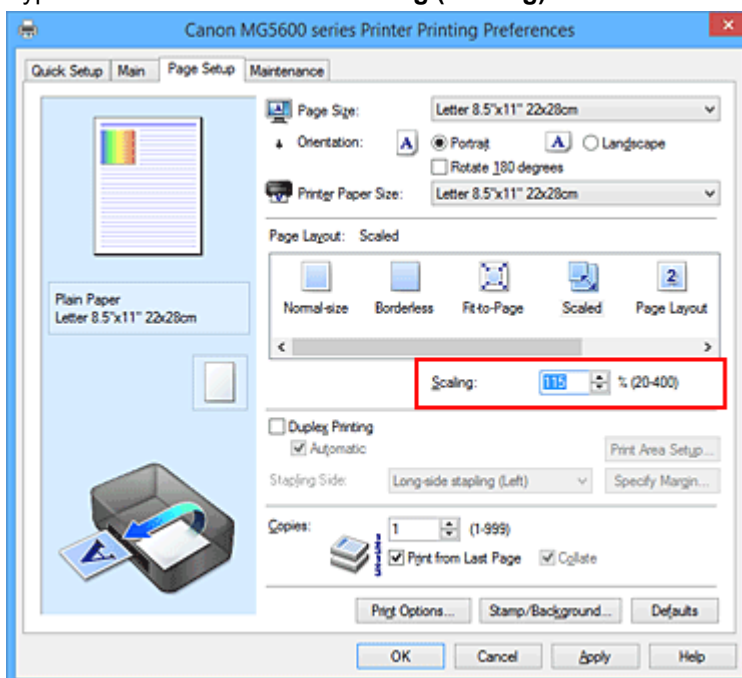 Canon MG5600 series Printer Printing Preferences
Quick Setup Main Page Setup Maintenance
Page Size: Letter 8.5"x11" 22x28cm
Orientation: A Portrait A Landscape
Rotate 180 degrees
Printer Paper Size: Letter 8.5"x11" 22x28cm
Page Layout: Scaled
Normal-size Borderless Fit-to-Page Scaled 2 Page Layout
Plain Paper
Letter 8.5"x11" 22x28cm
Scaling: 115 % (20-400)
Duplex Printing
Automatic Print Area Setup...
Stapling Side: Long-side stapling (Left) Specify Margin...
Copies: 1 (1-999)
Print from Last Page Collate
A
Print Options... Stamp/Background... Defaults
OK Cancel Apply Help